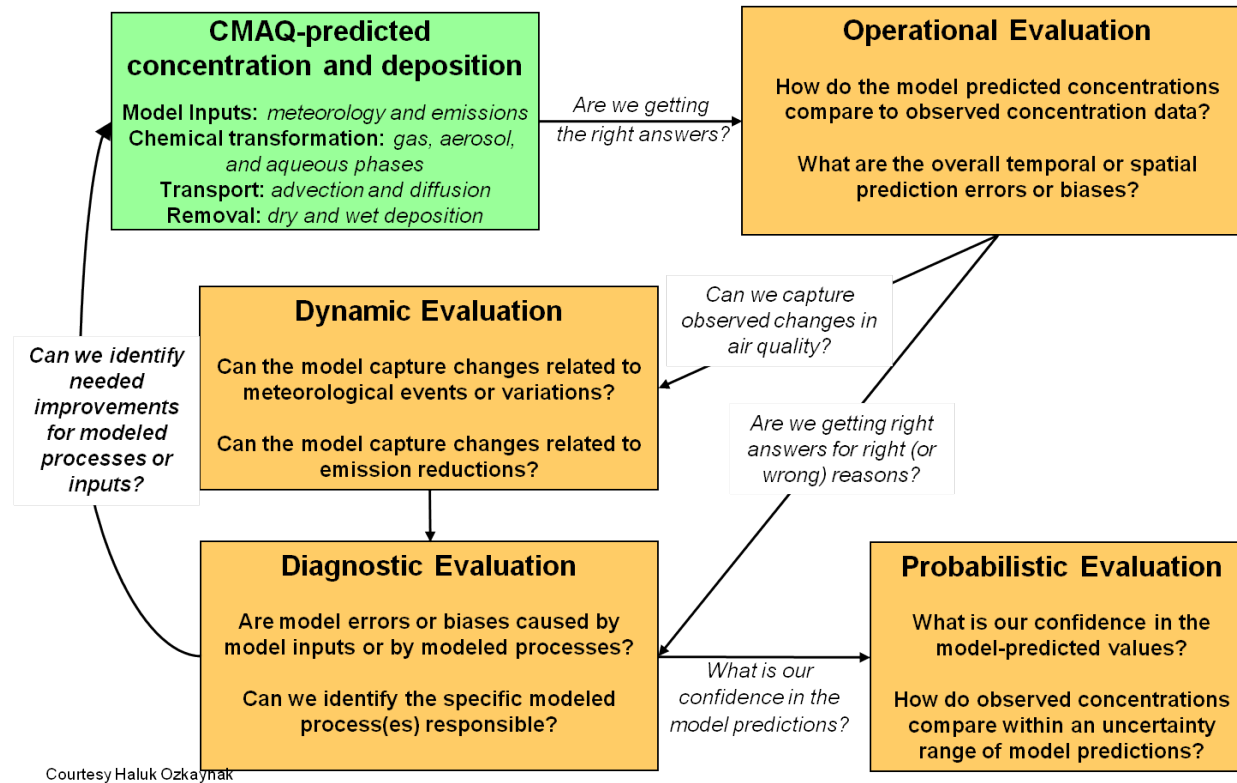 CMAQ-predicted
concentration and deposition
Model Inputs: meteorology and emissions
Chemical transformation: gas, aerosol,
and aqueous phases
Transport: advection and diffusion
Removal: dry and wet deposition
Are we getting
the right answers?
Operational Evaluation
How do the model predicted concentrations
compare to observed concentration data?
What are the overall temporal or spatial
prediction errors or biases?
Can we capture
observed changes in
air quality?
Dynamic Evaluation
Can the model capture changes related to
meteorological events or variations?
Can the model capture changes related to
emission reductions?
Can we identify
needed
improvements
for modeled
processes or
inputs?
Are we getting right
answers for right (or
wrong) reasons?
Diagnostic Evaluation
Are model errors or biases caused by
model inputs or by modeled processes?
Can we identify the specific modeled
process(es) responsible?
What is our
confidence in the
model predictions?
Probabilistic Evaluation
What is our confidence in the
model-predicted values?
How do observed concentrations
compare within an uncertainty
range of model predictions?
Courtesy Haluk Ozkaynak